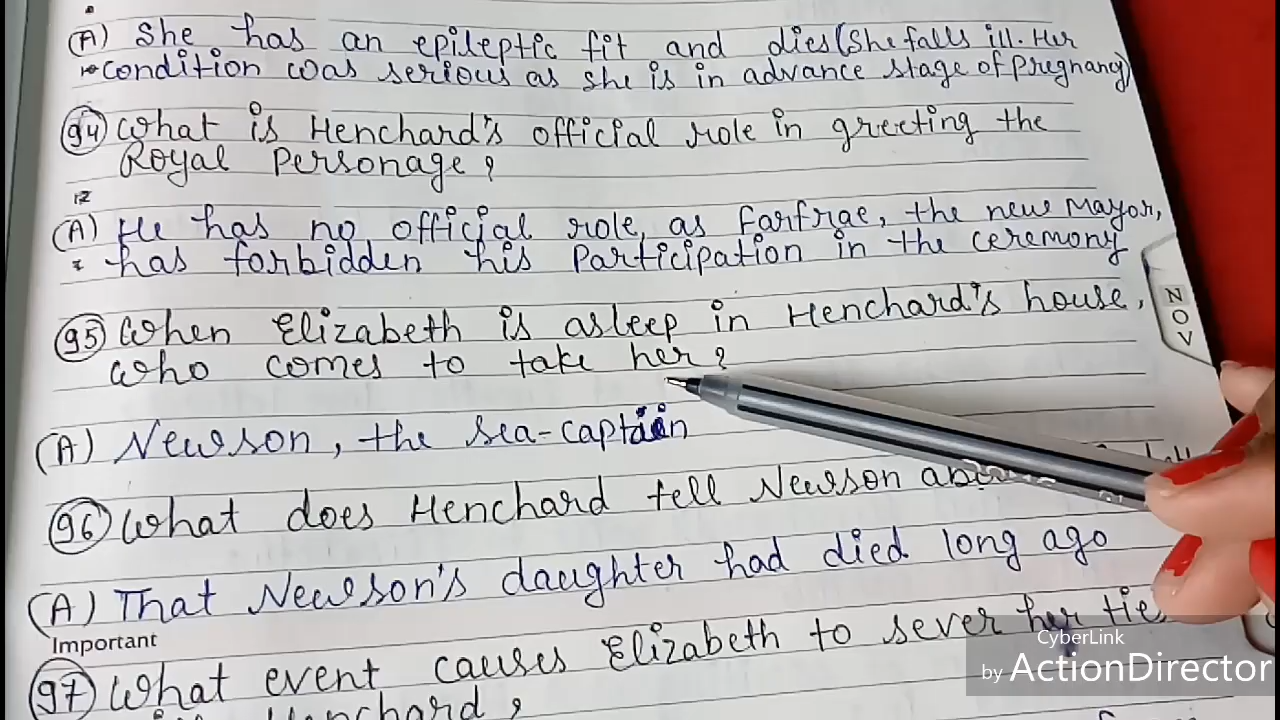 (A) She has an epileptic fit and dies (She falls ill. Her
condition was serious as she is in advance stage of pregnancy)
94) What is Henchard's official role in greeting the
Royal Personage?
(A) He has no official role, as Farfrae, the new Mayor,
has forbidden his participation in the ceremony
95) When Elizabeth is asleep in Henchard's house,
who comes to take her?
(A) Newson, the sea-captain
96) What does Henchard tell Newson
(A) That Newson's daughter had died long ago
Important
97) What event causes Elizabeth to sever her
Henchard?
NOV
CyberLink
by ActionDirector